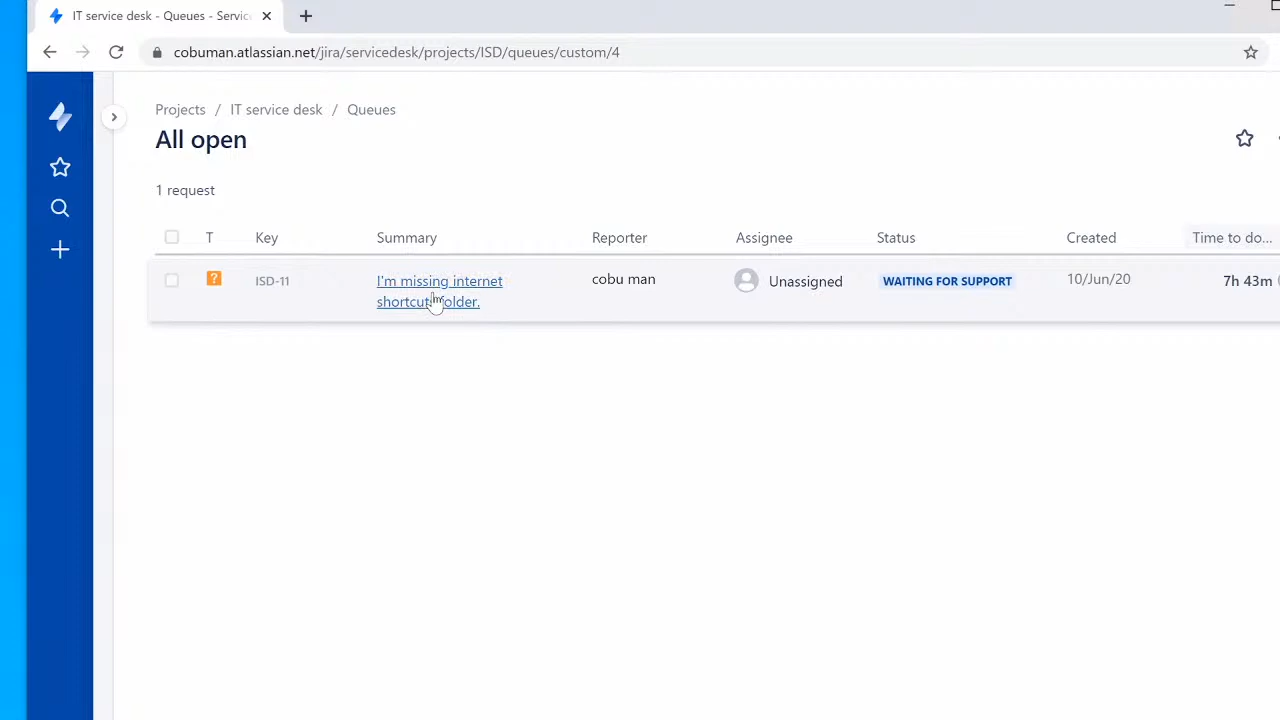 IT service desk - Queues - Servic
cobuman.atlassian.net/jira/servicedesk/projects/ISD/queues/custom/4
Projects / IT service desk / Queues
All open
1 request
T Key Summary Reporter Assignee Status Created Time to do...
? ISD-11 I'm missing internet cobu man Unassigned WAITING FOR SUPPORT 10/Jun/20 7h 43m
shortcut folder.